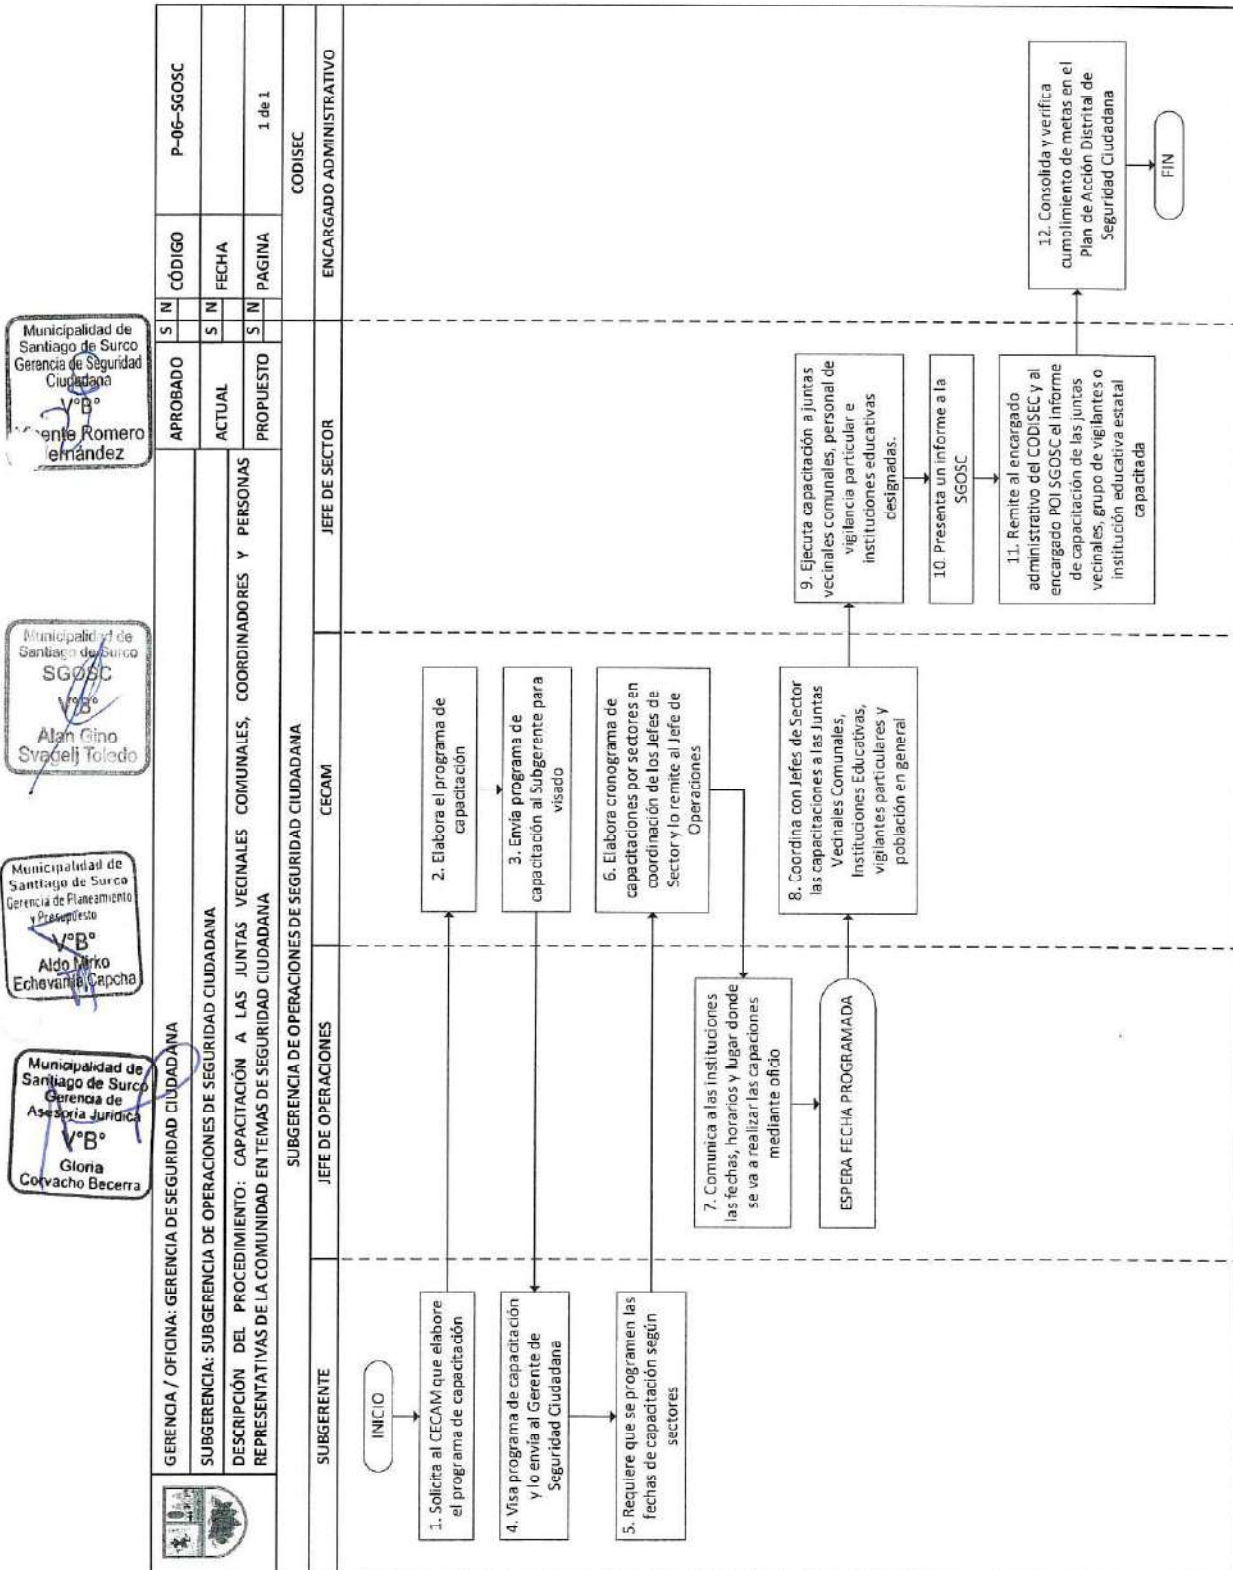 Municipalidad de
Santiago de Surco
Gerencia de
Asesoría Jurídica
V°B°
Gloria
Corvacho Becerra
Municipalidad de
Santiago de Surco
Gerencia de Planeamiento
y Presupuesto
V°B°
Aldo Mirko
Echevarría Capcha
Municipalidad de
Santiago de Surco
SGOSC
V°B°
Alan Gino
Svagelj Toledo
Municipalidad de
Santiago de Surco
Gerencia de Seguridad
Ciudadana
V°B°
Romero
GERENCIA / OFICINA: GERENCIA DE SEGURIDAD CIUDADANA
APROBADO S N CÓDIGO P-06-SGOSC
SUBGERENCIA: SUBGERENCIA DE OPERACIONES DE SEGURIDAD CIUDADANA
ACTUAL S N FECHA
DESCRIPCIÓN DEL PROCEDIMIENTO: CAPACITACIÓN A LAS JUNTAS VECINALES COMUNALES, COORDINADORES Y PERSONAS
REPRESENTATIVAS DE LA COMUNIDAD EN TEMAS DE SEGURIDAD CIUDADANA
PROPUESTO S N PAGINA 1 de 1
SUBGERENCIA DE OPERACIONES DE SEGURIDAD CIUDADANA
CODISEC
SUBGERENTE
JEFE DE OPERACIONES
CECAM
JEFE DE SECTOR
ENCARGADO ADMINISTRATIVO
INICIO
1. Solicita al CECAM que elabore
el programa de capacitación
2. Elabora el programa de
capacitación
3. Envía programa de
capacitación al Subgerente para
visado
4. Visa programa de capacitación
y lo envía al Gerente de
Seguridad Ciudadana
5. Requiere que se programen las
fechas de capacitación según
sectores
6. Elabora cronograma de
capacitaciones por sectores en
coordinación de los Jefes de
Sector y lo remite al Jefe de
Operaciones
7. Comunica a las instituciones
las fechas, horarios y lugar donde
se va a realizar las capaciones
mediante oficio
ESPERA FECHA PROGRAMADA
8. Coordina con Jefes de Sector
las capacitaciones a las Juntas
Vecinales Comunales,
Instituciones Educativas,
vigilantes particulares y
población en general
9. Ejecuta capacitación a juntas
vecinales comunales, personal de
vigilancia particular e
instituciones educativas
designadas.
10. Presenta un informe a la
SGOSC
11. Remite al encargado
administrativo del CODISEC y al
encargado POI SGOSC el informe
de capacitación de las juntas
vecinales, grupo de vigilantes o
institución educativa estatal
capacitada
12. Consolida y verifica
cumplimiento de metas en el
Plan de Acción Distrital de
Seguridad Ciudadana
FIN